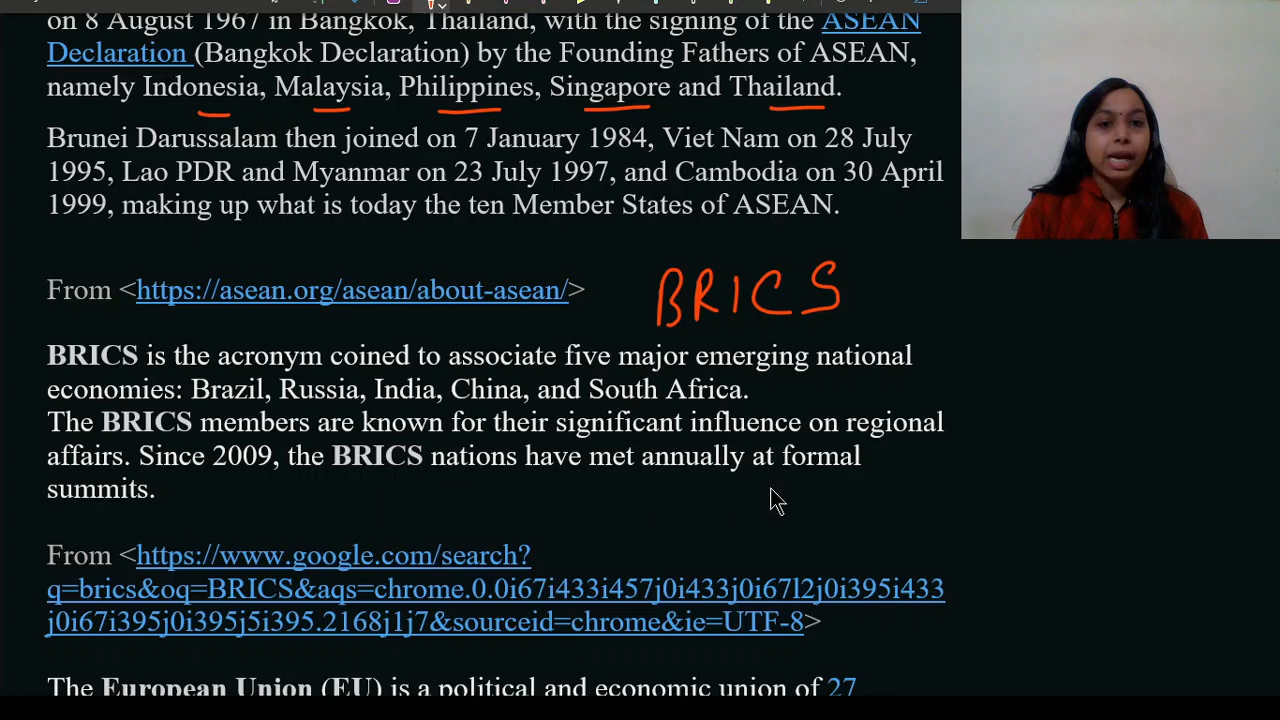 on 8 August 1967 in Bangkok, Thailand, with the signing of the ASEAN
Declaration (Bangkok Declaration) by the Founding Fathers of ASEAN,
namely Indonesia, Malaysia, Philippines, Singapore and Thailand.
Brunei Darussalam then joined on 7 January 1984, Viet Nam on 28 July
1995, Lao PDR and Myanmar on 23 July 1997, and Cambodia on 30 April
1999, making up what is today the ten Member States of ASEAN.
From <https://asean.org/asean/about-asean/>
BRICS
BRICS is the acronym coined to associate five major emerging national
economies: Brazil, Russia, India, China, and South Africa.
The BRICS members are known for their significant influence on regional
affairs. Since 2009, the BRICS nations have met annually at formal
summits.
From <https://www.google.com/search?
q=brics&oq=BRICS&aqs=chrome.0.0i67i433i457j0i433j0i67l2j0i395i433
j0i67i395j0i395j5i395.2168j1j7&sourceid=chrome&ie=UTF-8>
The European Union (EU) is a political and economic union of 27